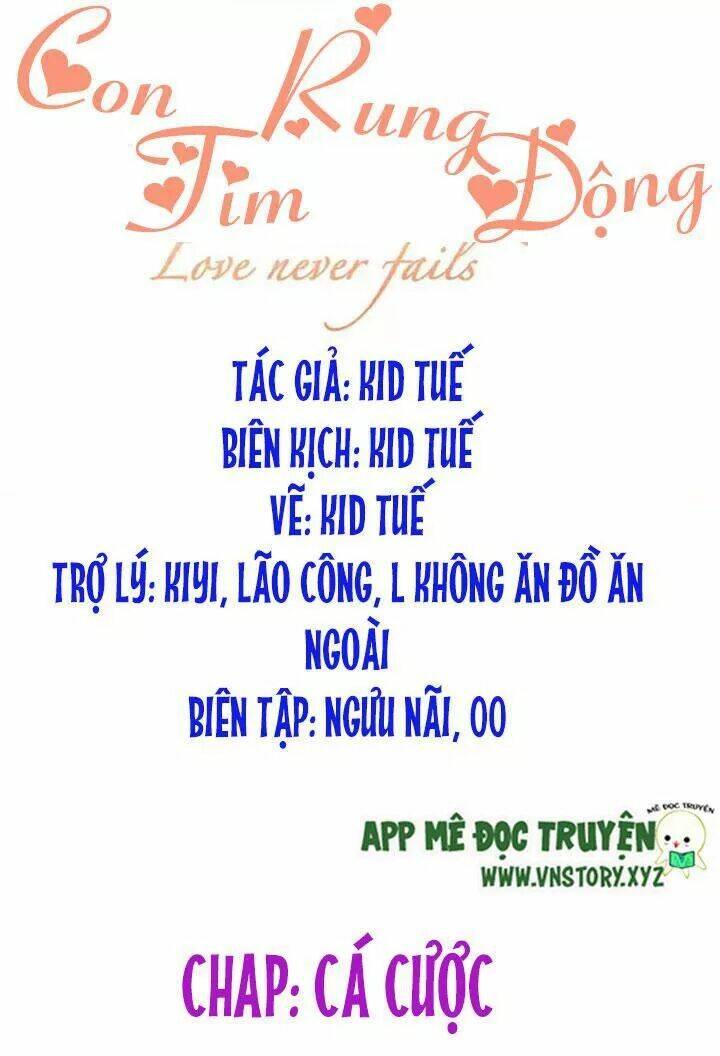 Con Rung
Tim Động
Love never fails
TÁC GIẢ: KID TUẾ
BIÊN KỊCH: KID TUẾ
VẼ: KID TUẾ
TRỢ LÝ: KIYI, LÃO CÔNG, L KHÔNG ĂN ĐỒ ĂN
NGOÀI
BIÊN TẬP: NGƯU NÃI, OO
MÊ ĐỌC TRUYỆN
APP MÊ ĐỌC TRUYỆN
WWW.VNSTORY.XYZ
CHAP: CÁ CƯỢC